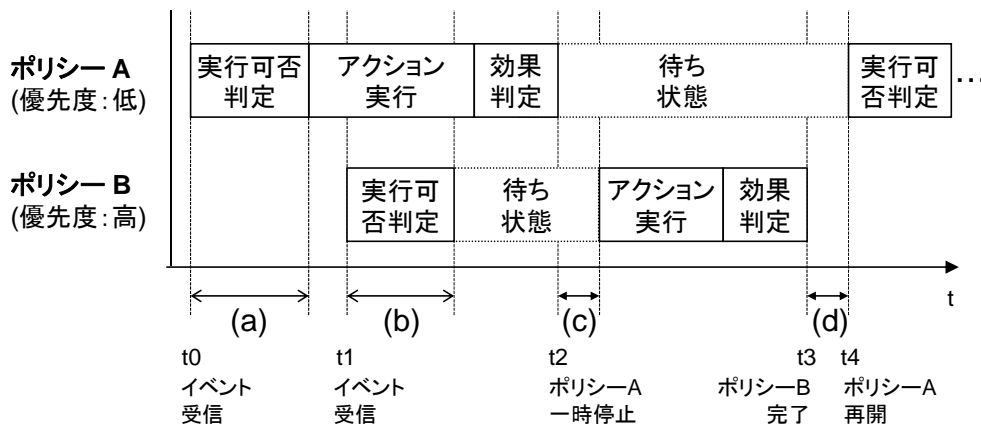 ポリシー A
(優先度：低)
実行可否
判定
アクション
実行
効果
判定
待ち
状態
実行可
否判定
…
ポリシー B
(優先度：高)
実行可
否判定
待ち
状態
アクション
実行
効果
判定
t
(a)
(b)
(c)
(d)
t0
イベント
受信
t1
イベント
受信
t2
ポリシーA
一時停止
t3
ポリシーB
完了
t4
ポリシーA
再開